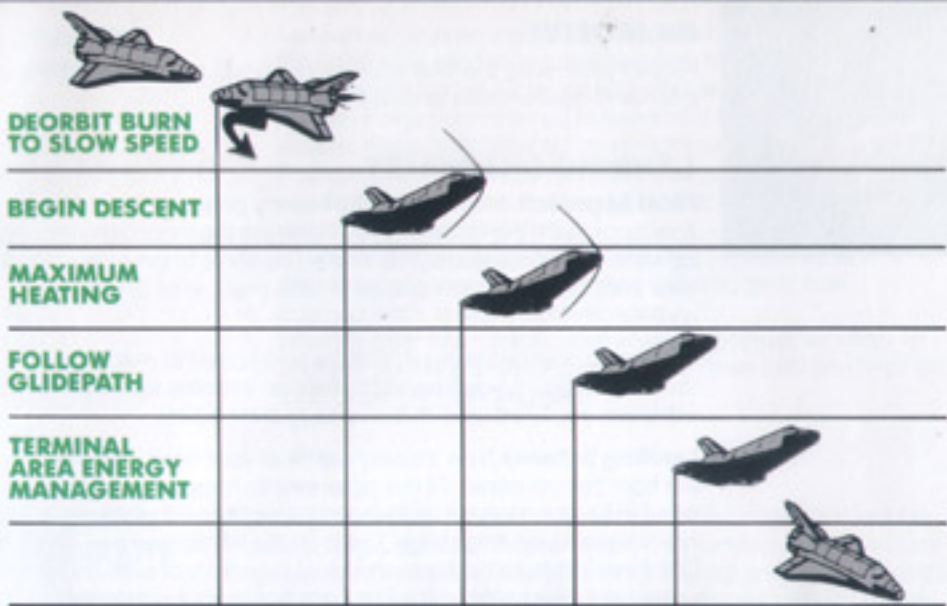 DEORBIT BURN
TO SLOW SPEED
BEGIN DESCENT
MAXIMUM
HEATING
FOLLOW
GLIDEPATH
TERMINAL
AREA ENERGY
MANAGEMENT